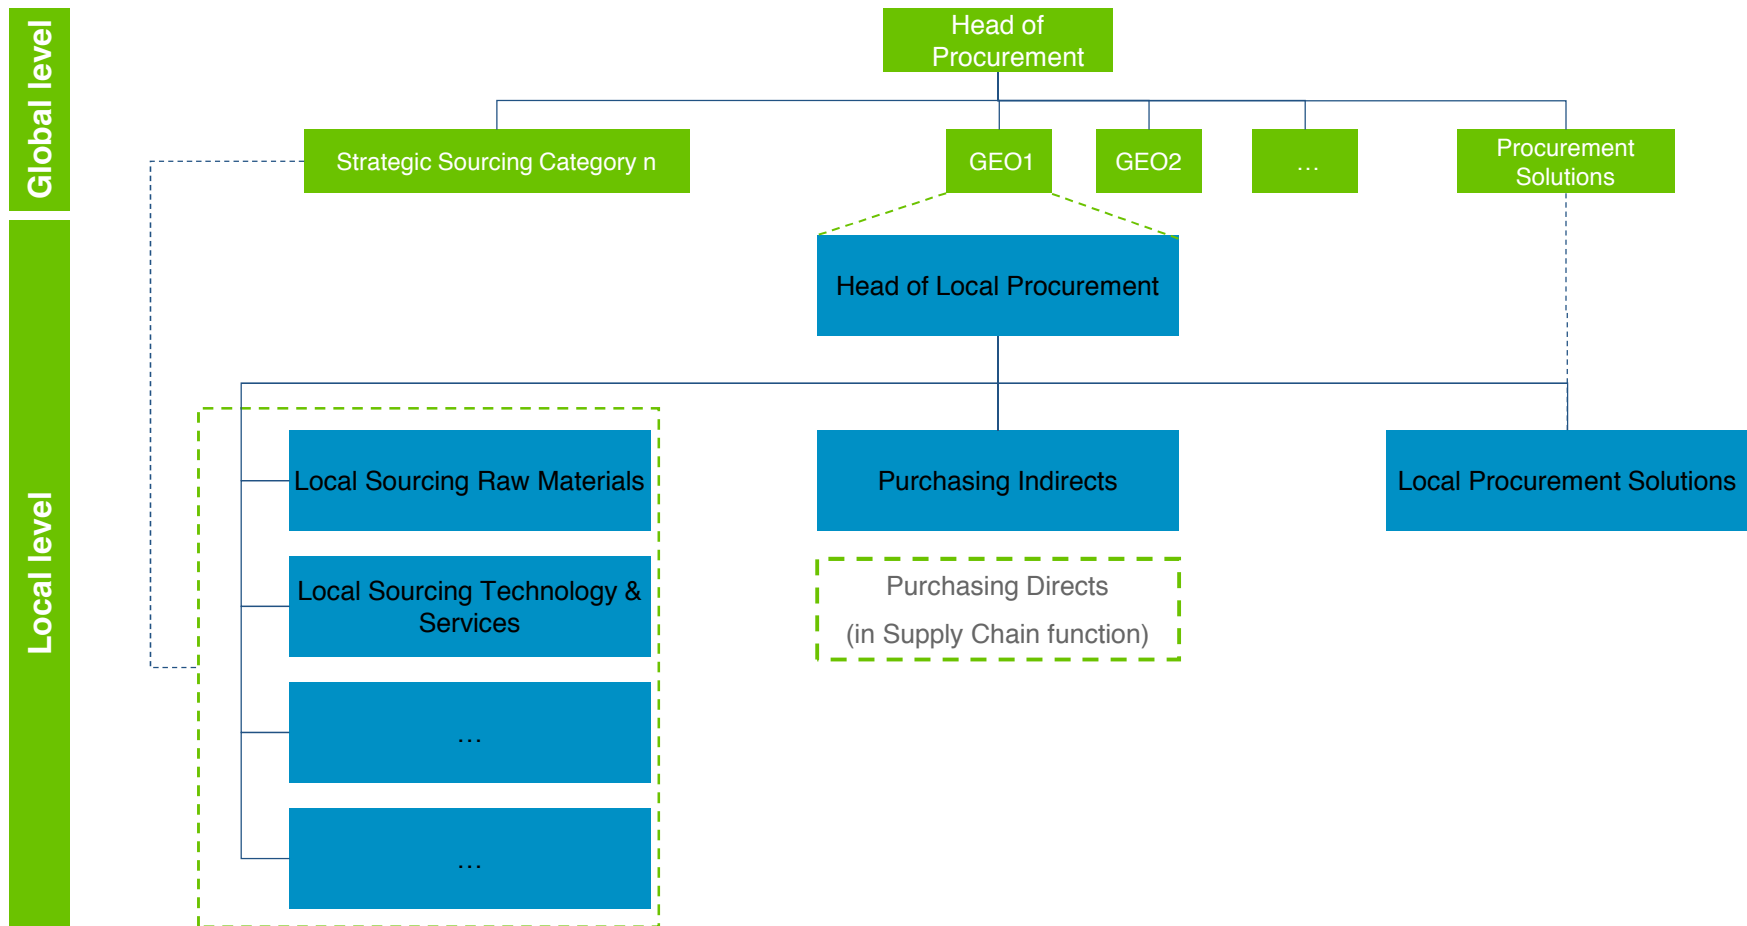 Global level
Head of
Procurement
Strategic Sourcing Category n
GEO1
GEO2
…
Procurement
Solutions
Local level
Head of Local Procurement
Local Sourcing Raw Materials
Purchasing Indirects
Local Procurement Solutions
Local Sourcing Technology &
Services
Purchasing Directs
(in Supply Chain function)
…
…